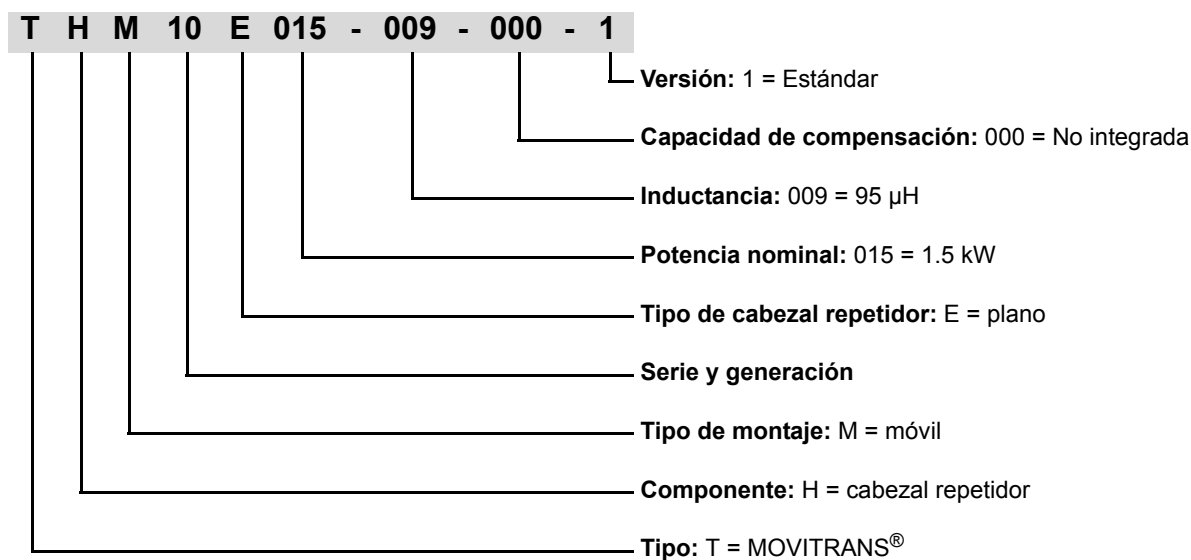 T H M 10 E 015 - 009 - 000 - 1
Versión: 1 = Estándar
Capacidad de compensación: 000 = No integrada
Inductancia: 009 = 95 µH
Potencia nominal: 015 = 1.5 kW
Tipo de cabezal repetidor: E = plano
Serie y generación
Tipo de montaje: M = móvil
Componente: H = cabezal repetidor
Tipo: T = MOVITRANS®